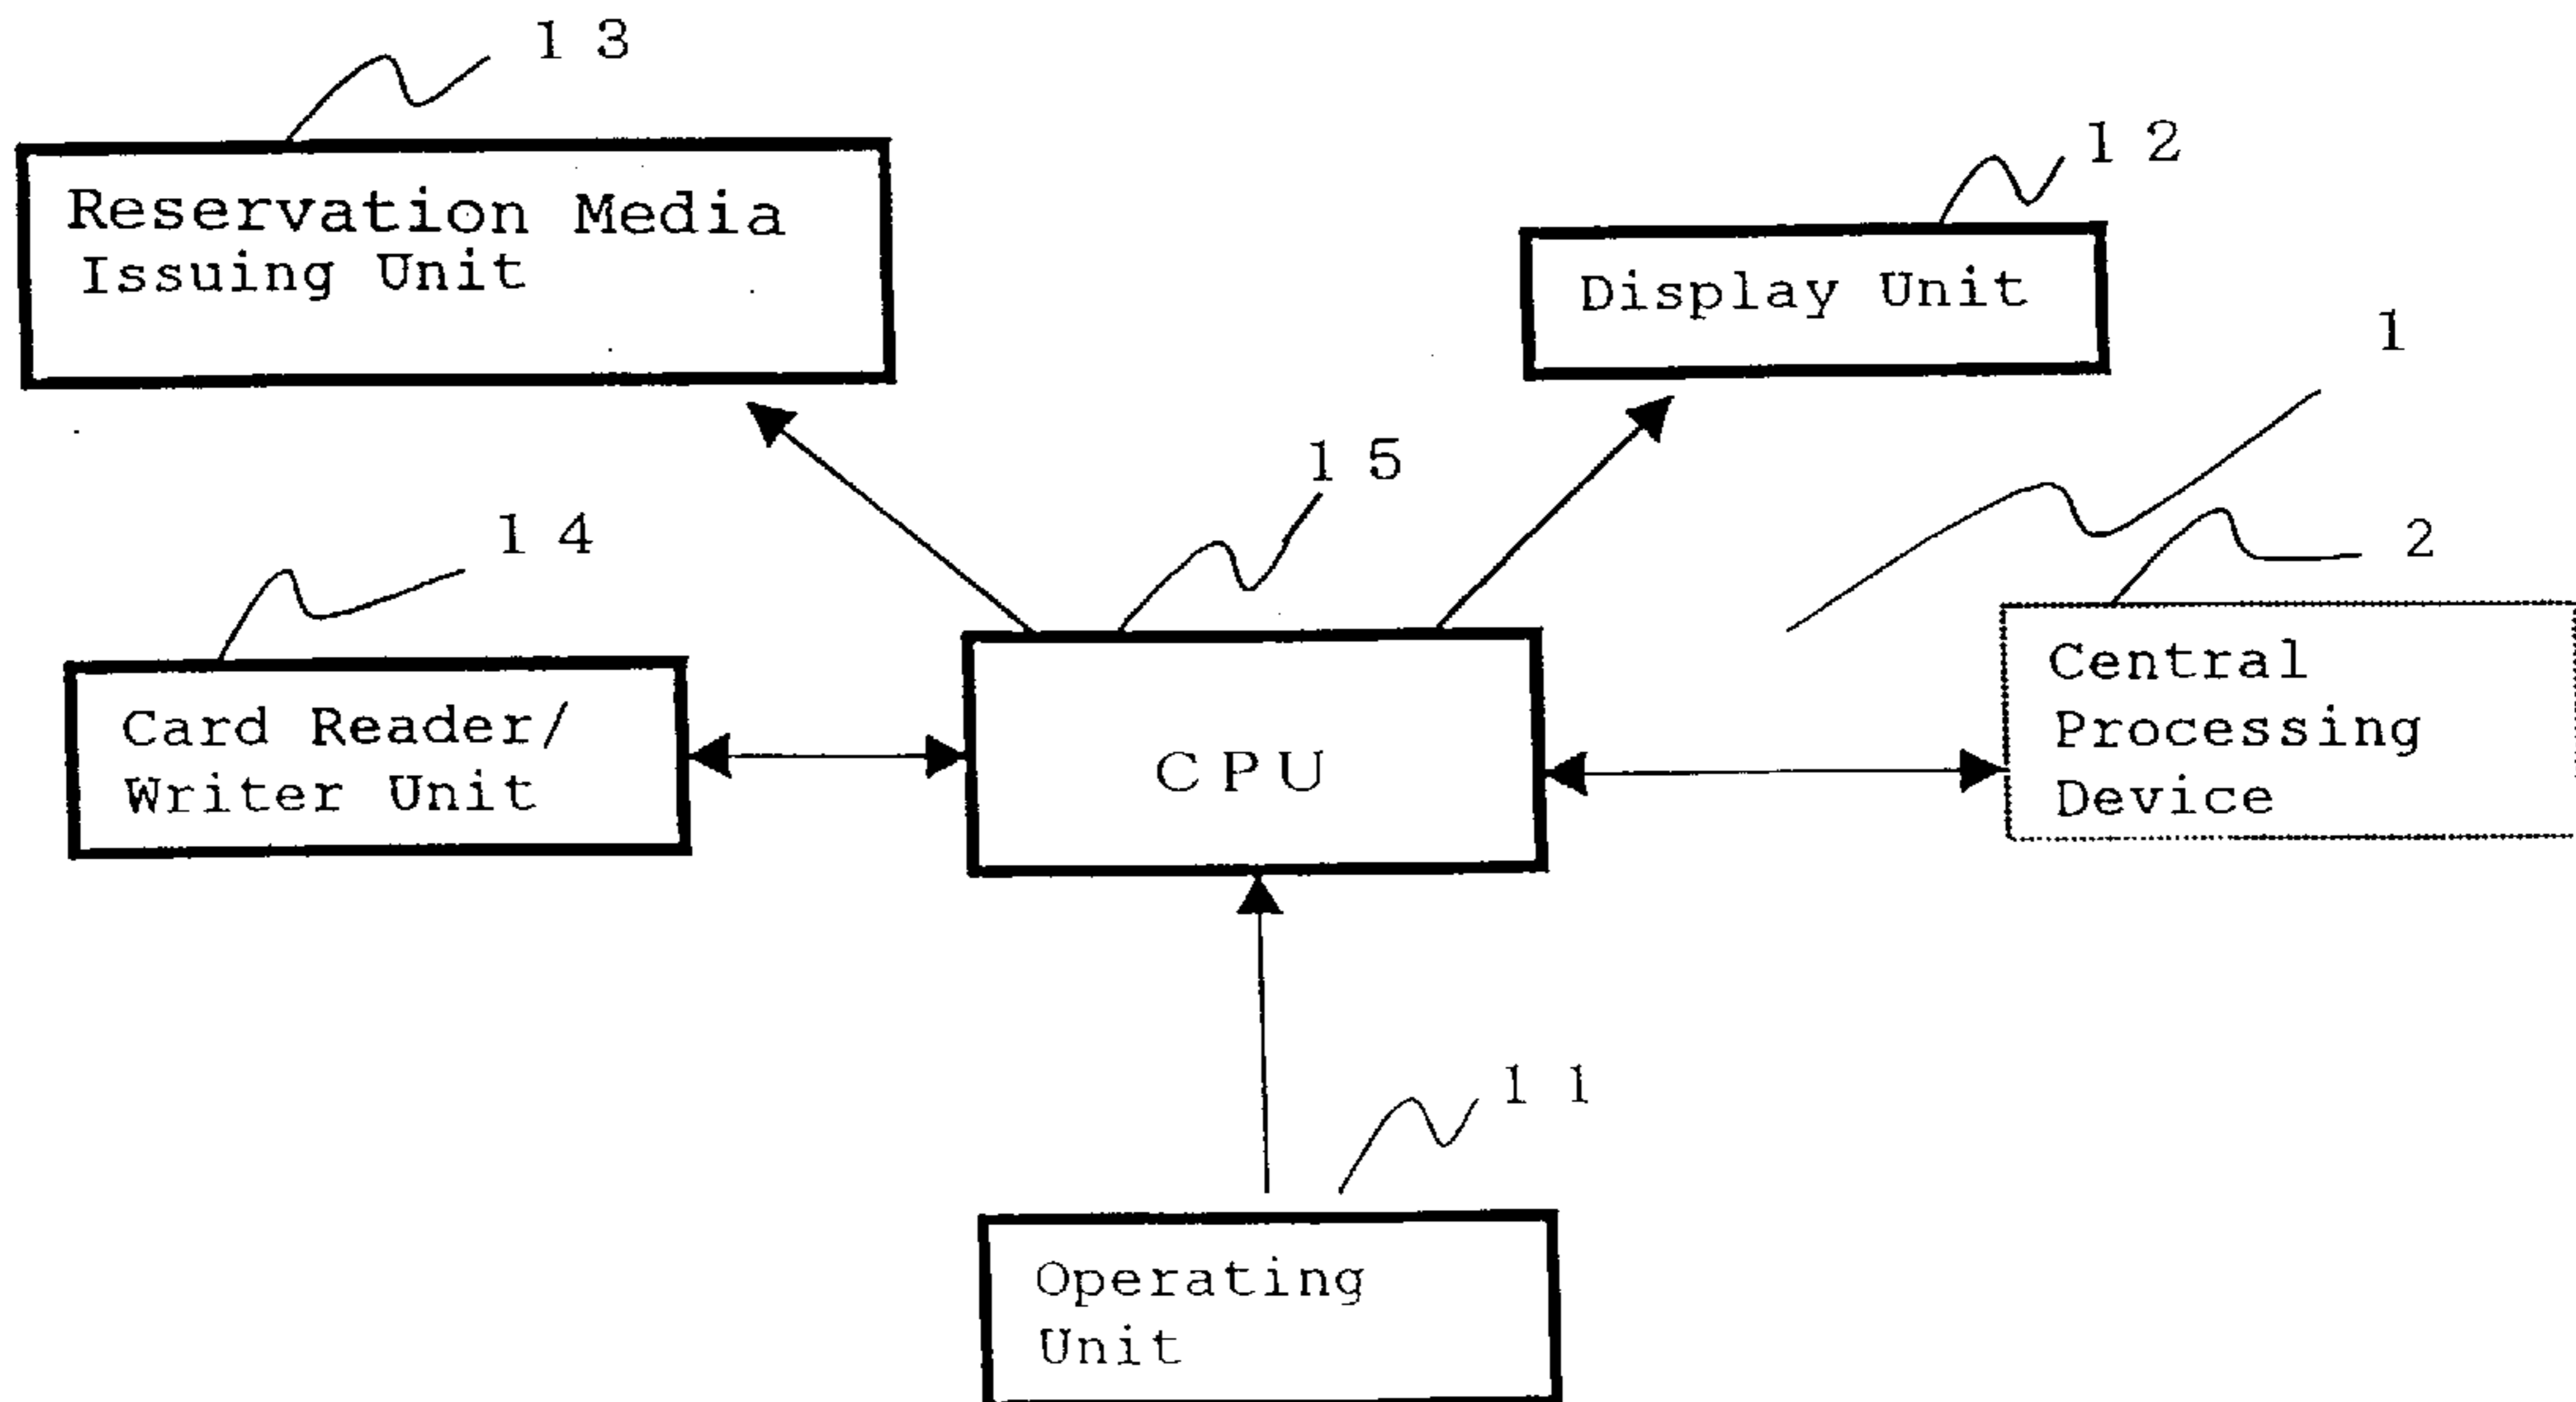 13
Reservation Media
Issuing Unit
12
Display Unit
1
15
14
2
Card Reader/
Writer Unit
CPU
Central
Processing
Device
11
Operating
Unit